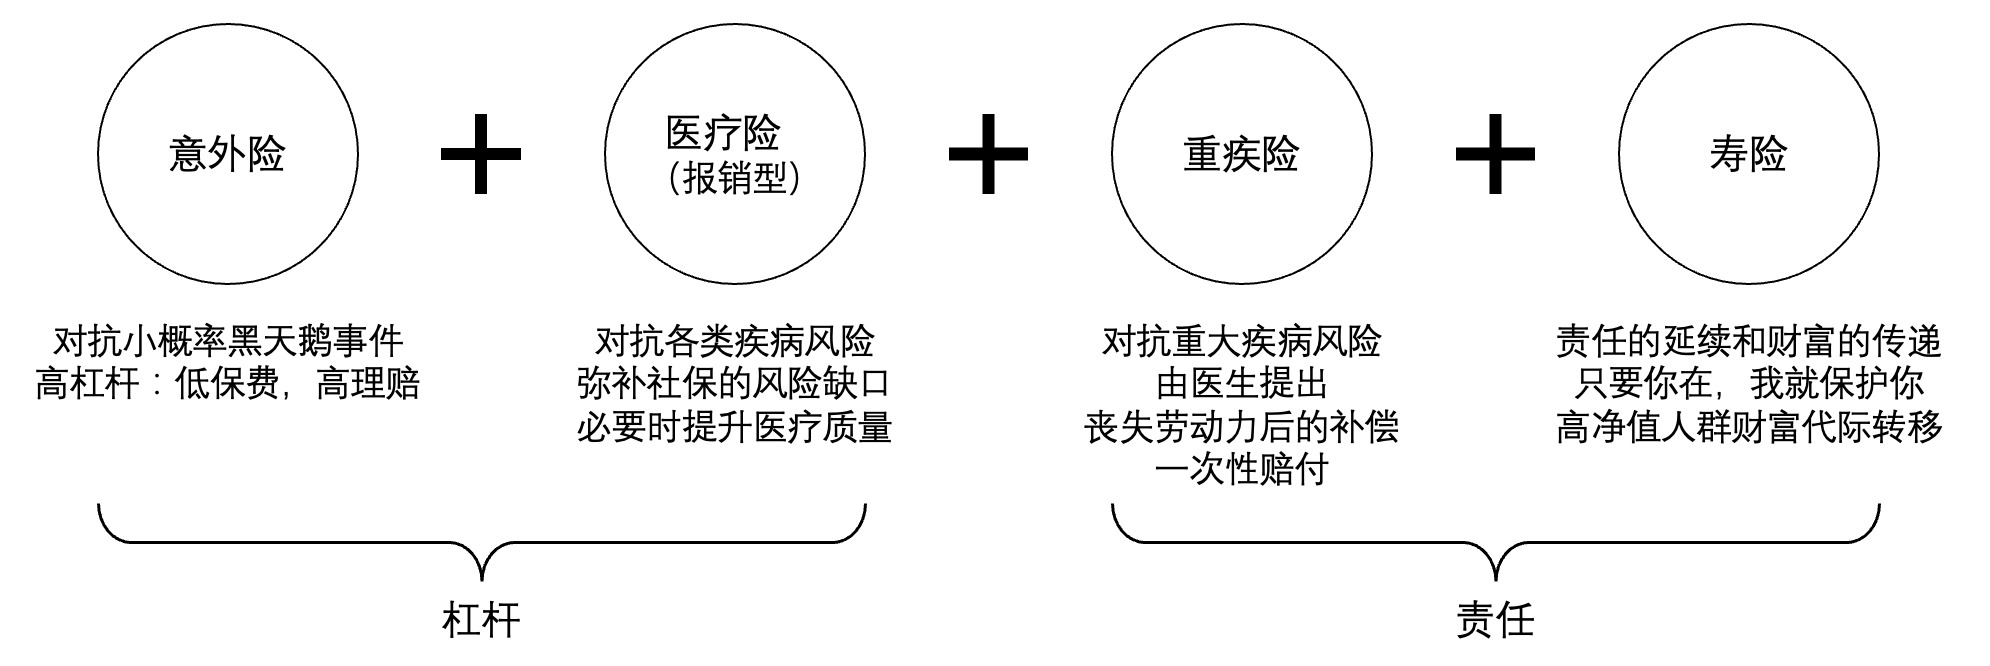 意外险
医疗险
（报销型）
重疾险
寿险
对抗小概率黑天鹅事件
高杠杆：低保费，高理赔
对抗各类疾病风险
弥补社保的风险缺口
必要时提升医疗质量
对抗重大疾病风险
由医生提出
丧失劳动力后的补偿
一次性赔付
责任的延续和财富的传递
只要你在，我就保护你
高净值人群财富代际转移
杠杆
责任